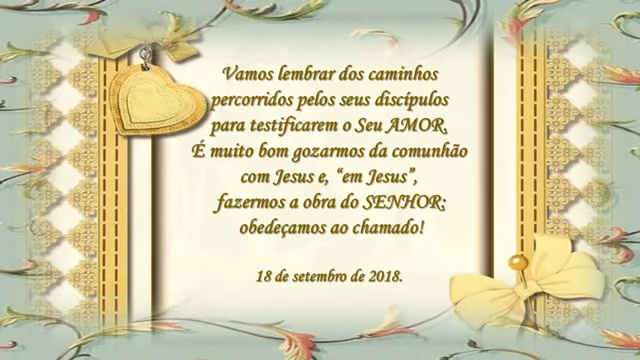 Vamos lembrar dos caminhos
percorridos pelos seus discípulos
para testificarem o Seu AMOR.
É muito bom gozarmos da comunhão
com Jesus e, “em Jesus”,
fazermos a obra do SENHOR;
obedeçamos ao chamado!
18 de setembro de 2018.